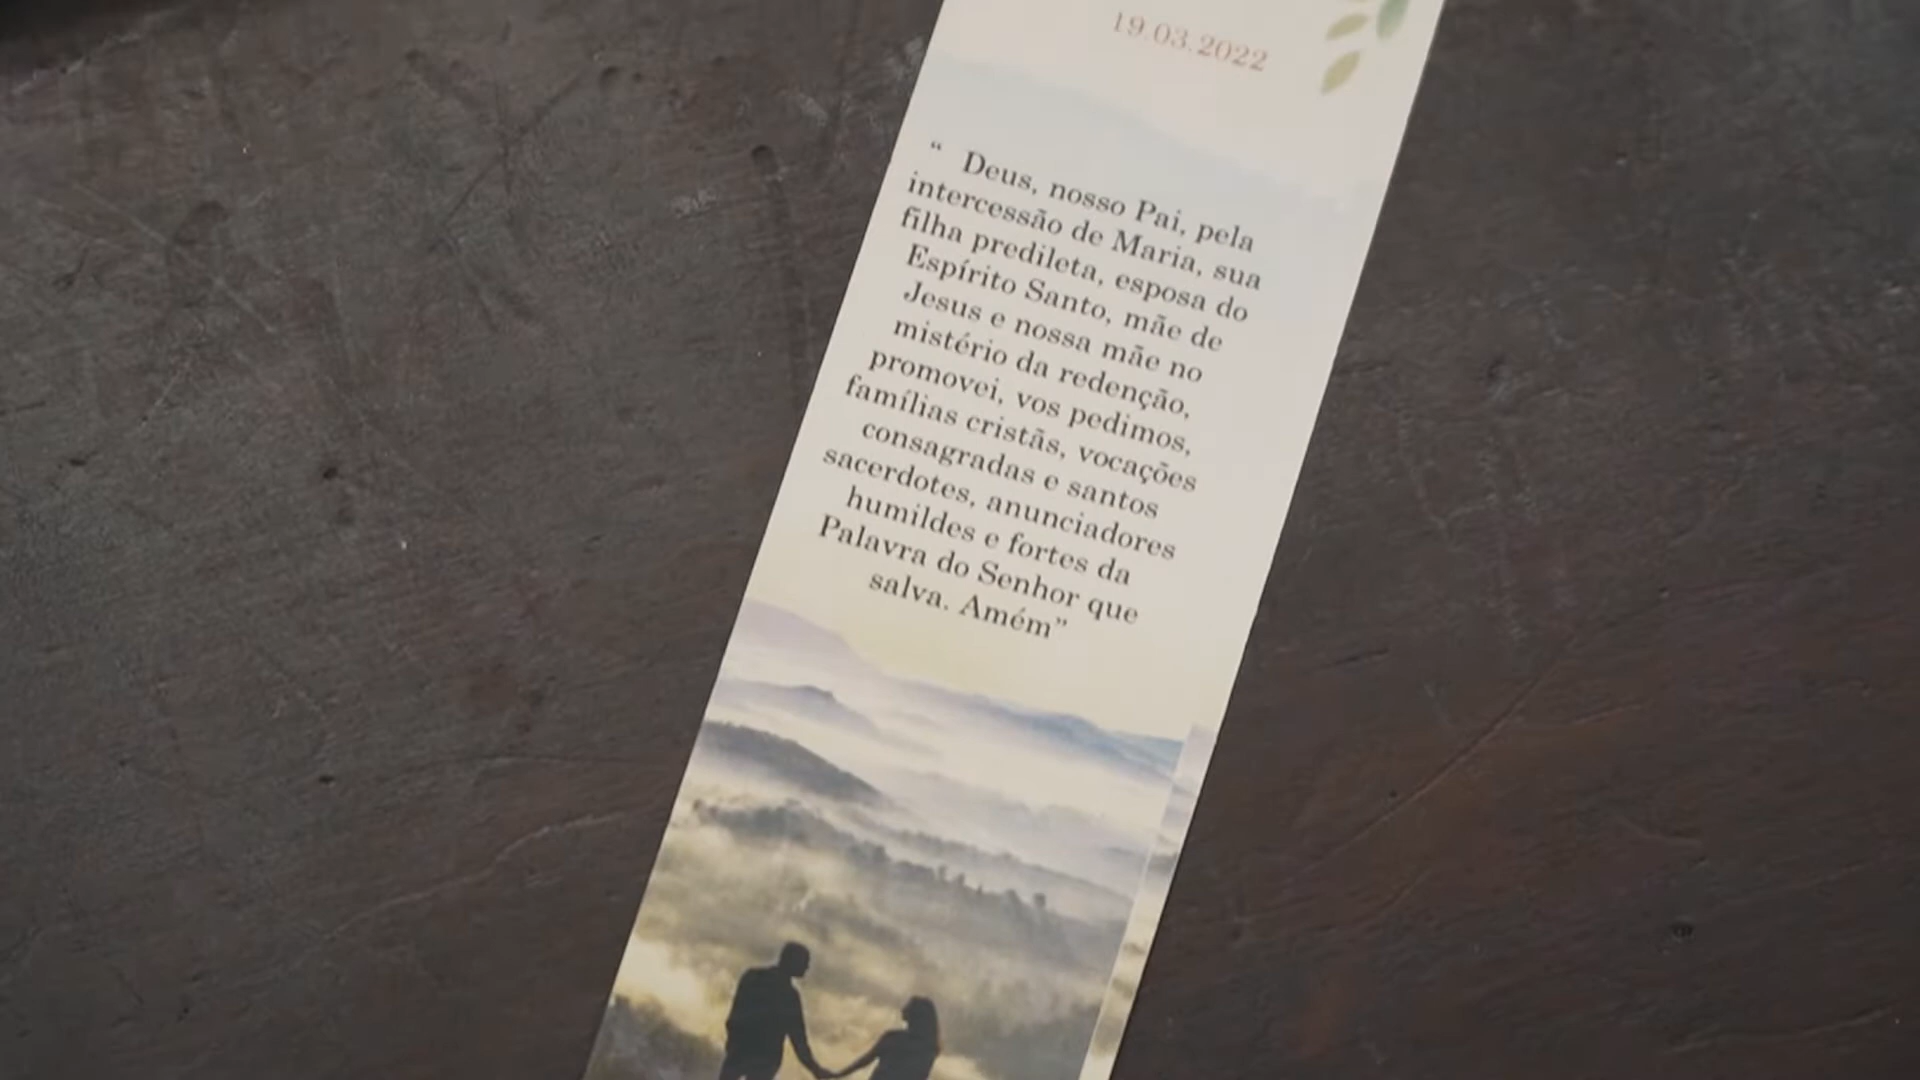 19.03.2022
“ Deus, nosso Pai, pela
intercessão de Maria, sua
filha predileta, esposa do
Espírito Santo, mãe de
Jesus e nossa mãe no
mistério da redenção,
promovei, vos pedimos,
famílias cristãs, vocações
consagradas e santos
sacerdotes, anunciadores
humildes e fortes da
Palavra do Senhor que
salva. Amém”